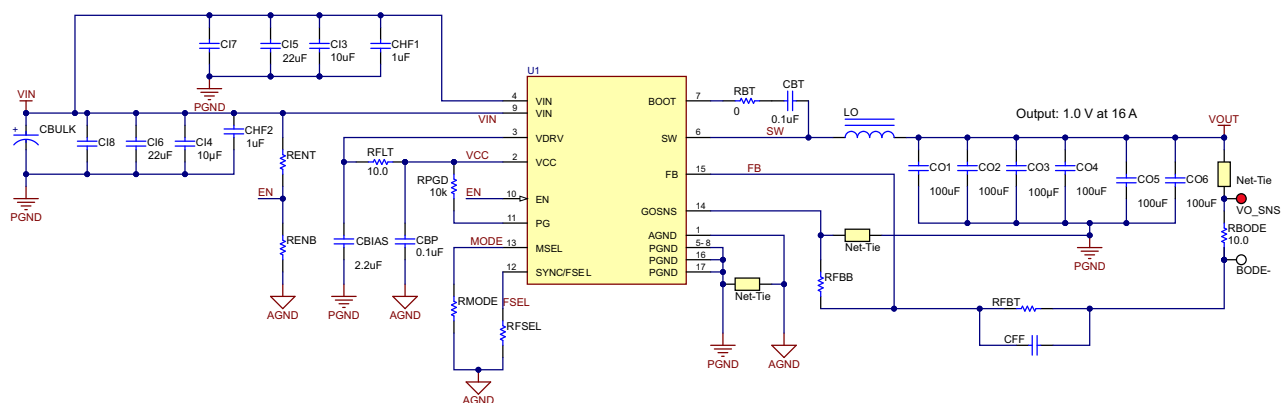 CI7
CI5
22uF
CI3
10uF
CHF1
1uF
PGND
VIN
CBULK
+
PGND
CI8
CI6
22uF
CI4
10µF
CHF2
1uF
VIN
RENT
EN
RENB
AGND
RFLT
10.0
VCC
RPGD
10k
EN
CBIAS
2.2uF
PGND
CBP
0.1uF
AGND
MODE
RMODE
FSEL
RFSEL
AGND
U1
4 VIN BOOT 7
9 VIN
3 VDRV SW 6
2 VCC FB 15
10 EN GOSNS 14
11 PG AGND 1
13 MSEL PGND 5-8
PGND 16
12 SYNC/FSEL PGND 17
RBT
0
CBT
0.1uF
SW
LO
FB
Output: 1.0 V at 16 A
VOUT
CO1
100uF
CO2
100uF
CO3
100µF
CO4
100uF
CO5
100uF
CO6
100uF
PGND
Net-Tie
VO_SNS
RBODE
10.0
BODE-
Net-Tie
RFBB
RFBT
CFF
Net-Tie
PGND
AGND